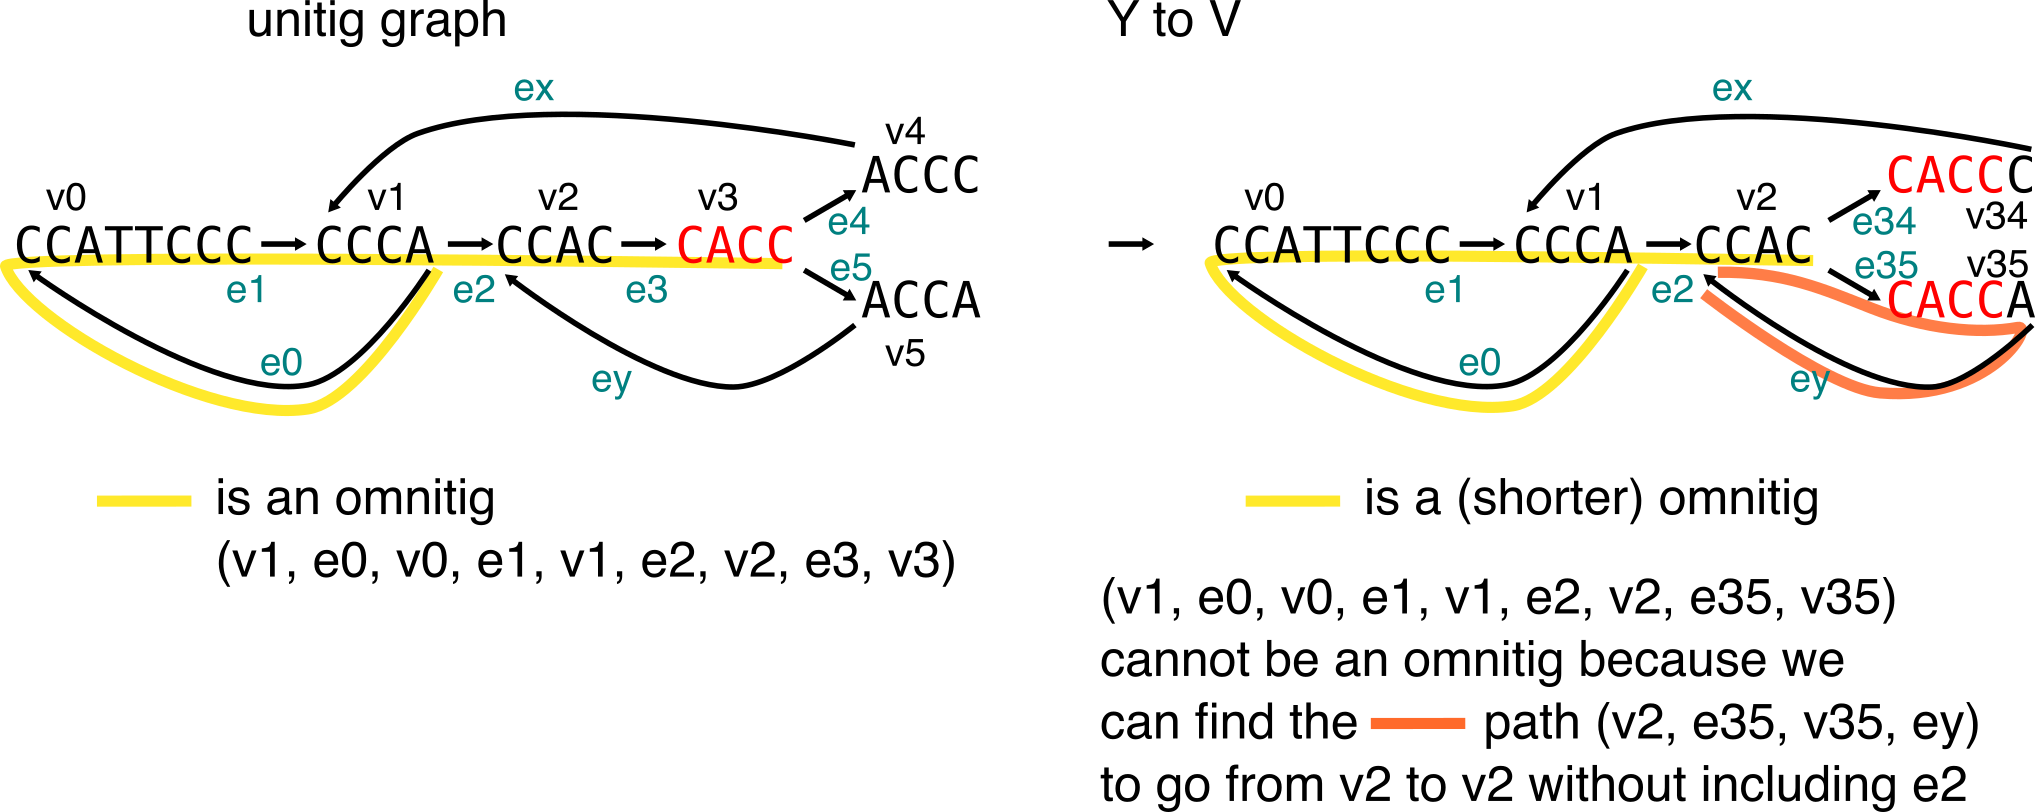 unitig graph
ex
v4
ACCC
v0 v1 v2 v3
CCATTCCC CCCA CCAC CACC
e4
e5
e1 e2 e3
ACCA
v5
e0
ey
is an omnitig
(v1, e0, v0, e1, v1, e2, v2, e3, v3)
Y to V
ex
CACCC
v0 v1 v2
e34 v34
CCATTCCC CCCA CCAC
e35 v35
e1 e2
CACCA
e0
ey
is a (shorter) omnitig
(v1, e0, v0, e1, v1, e2, v2, e35, v35)
cannot be an omnitig because we
can find the path (v2, e35, v35, ey)
to go from v2 to v2 without including e2